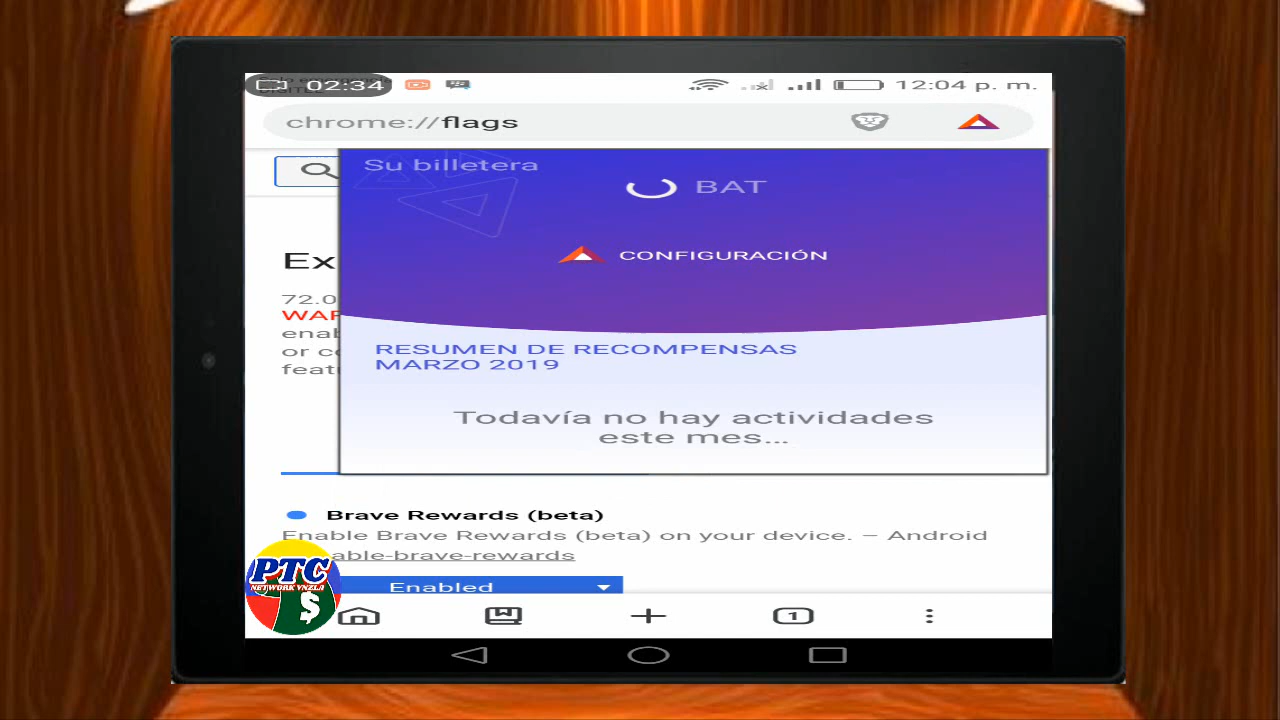 02:34
12:04 p. m.
chrome://flags
Su billetera
BAT
CONFIGURACIÓN
Ex
72.0
WAR
enab
or co
featu
RESUMEN DE RECOMPENSAS
MARZO 2019
Todavía no hay actividades
este mes...
Brave Rewards (beta)
Enable Brave Rewards (beta) on your device. – Android
able-brave-rewards
Enabled
1
PTC
NETWORK VNZLA
$